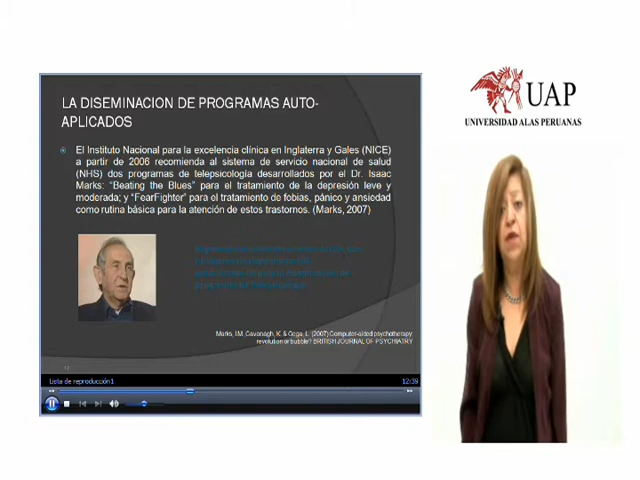 LA DISEMINACION DE PROGRAMAS AUTO-
APLICADOS
El Instituto Nacional para la excelencia clínica en Inglaterra y Gales (NICE)
a partir de 2006 recomienda al sistema de servicio nacional de salud
(NHS) dos programas de telepsicología desarrollados por el Dr. Isaac
Marks: “Beating the Blues” para el tratamiento de la depresión leve y
moderada; y “FearFighter” para el tratamiento de fobias, pánico y ansiedad
como rutina básica para la atención de estos trastornos. (Marks, 2007)
Marks, I.M, Cavanagh, K. & Gega, L. (2007) Computer-aided psychotherapy
revolution or bubble? BRITISH JOURNAL OF PSYCHIATRY
Lista de reproducción1
12:39
UAP
UNIVERSIDAD ALAS PERUANAS